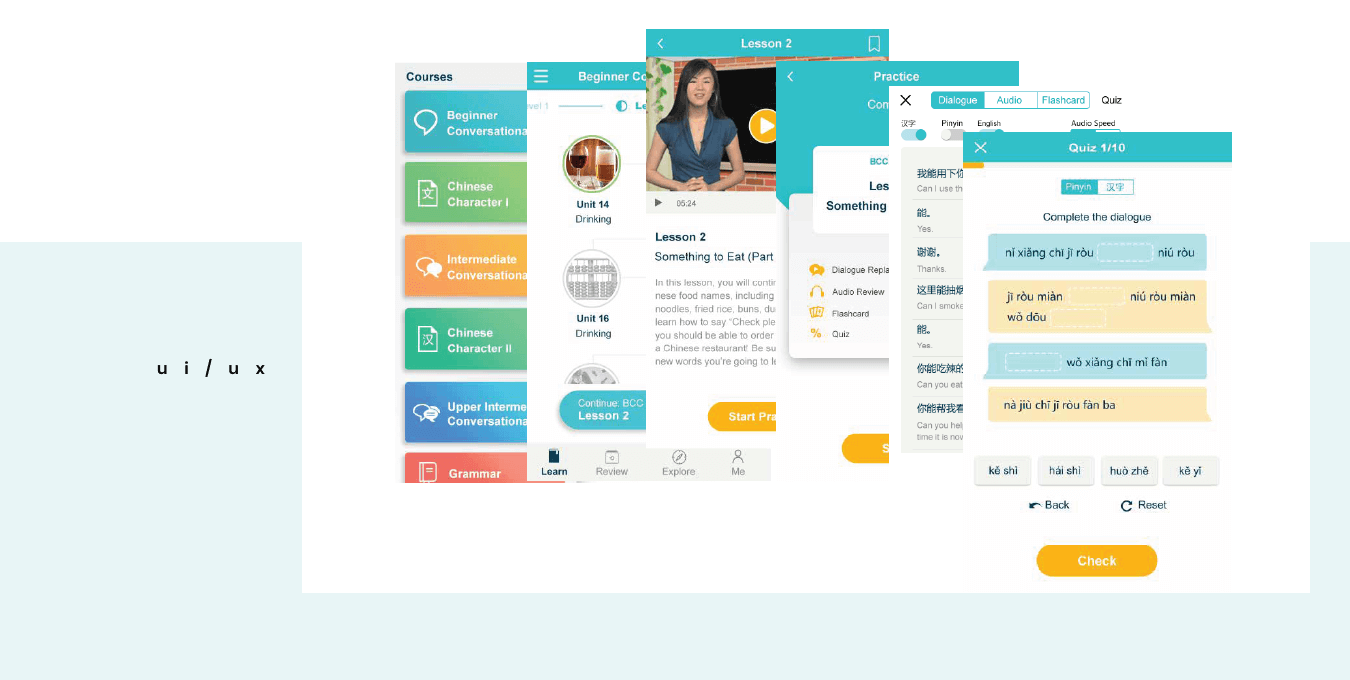 ui/ux
Courses
Beginner
Conversationa
Chinese
Character I
Intermediate
Conversationa
Chinese
Character II
Upper Interme
Conversationa
Grammar
Beginner Co
vel 1
Le
Unit 14
Drinking
Unit 16
Drinking
Continue: BCC
Lesson 2
Learn
Review
Explore
Me
Lesson 2
05:24
Lesson 2
Something to Eat (Part
In this lesson, you will contin
nese food names, including
noodles, fried rice, buns, du
learn how to say "Check ple
you should be able to order
a Chinese restaurant! Be su
new words you're going to le
Start Pra
Practice
Con
BCC
Les
Something
Dialogue Repla
Audio Review
Flashcard
Quiz
S
Dialogue
Audio
Flashcard
Quiz
汉字
Pinyin
English
Audio Speed
我能用下你
Can I use th
能。
Yes.
谢谢。
Thanks.
这里能抽烟
Can I smoke
能。
Yes.
你能吃辣的
Can you eat
你能帮我看
Can you help
time it is now
Quiz 1/10
Pinyin
汉字
Complete the dialogue
nǐ xiǎng chī jī ròu niú ròu
jī ròu miàn niú ròu miàn
wǒ dōu
wǒ xiǎng chī mǐ fàn
nà jiù chī jī ròu fàn ba
kě shì
hái shì
huò zhě
kě yǐ
Back
Reset
Check